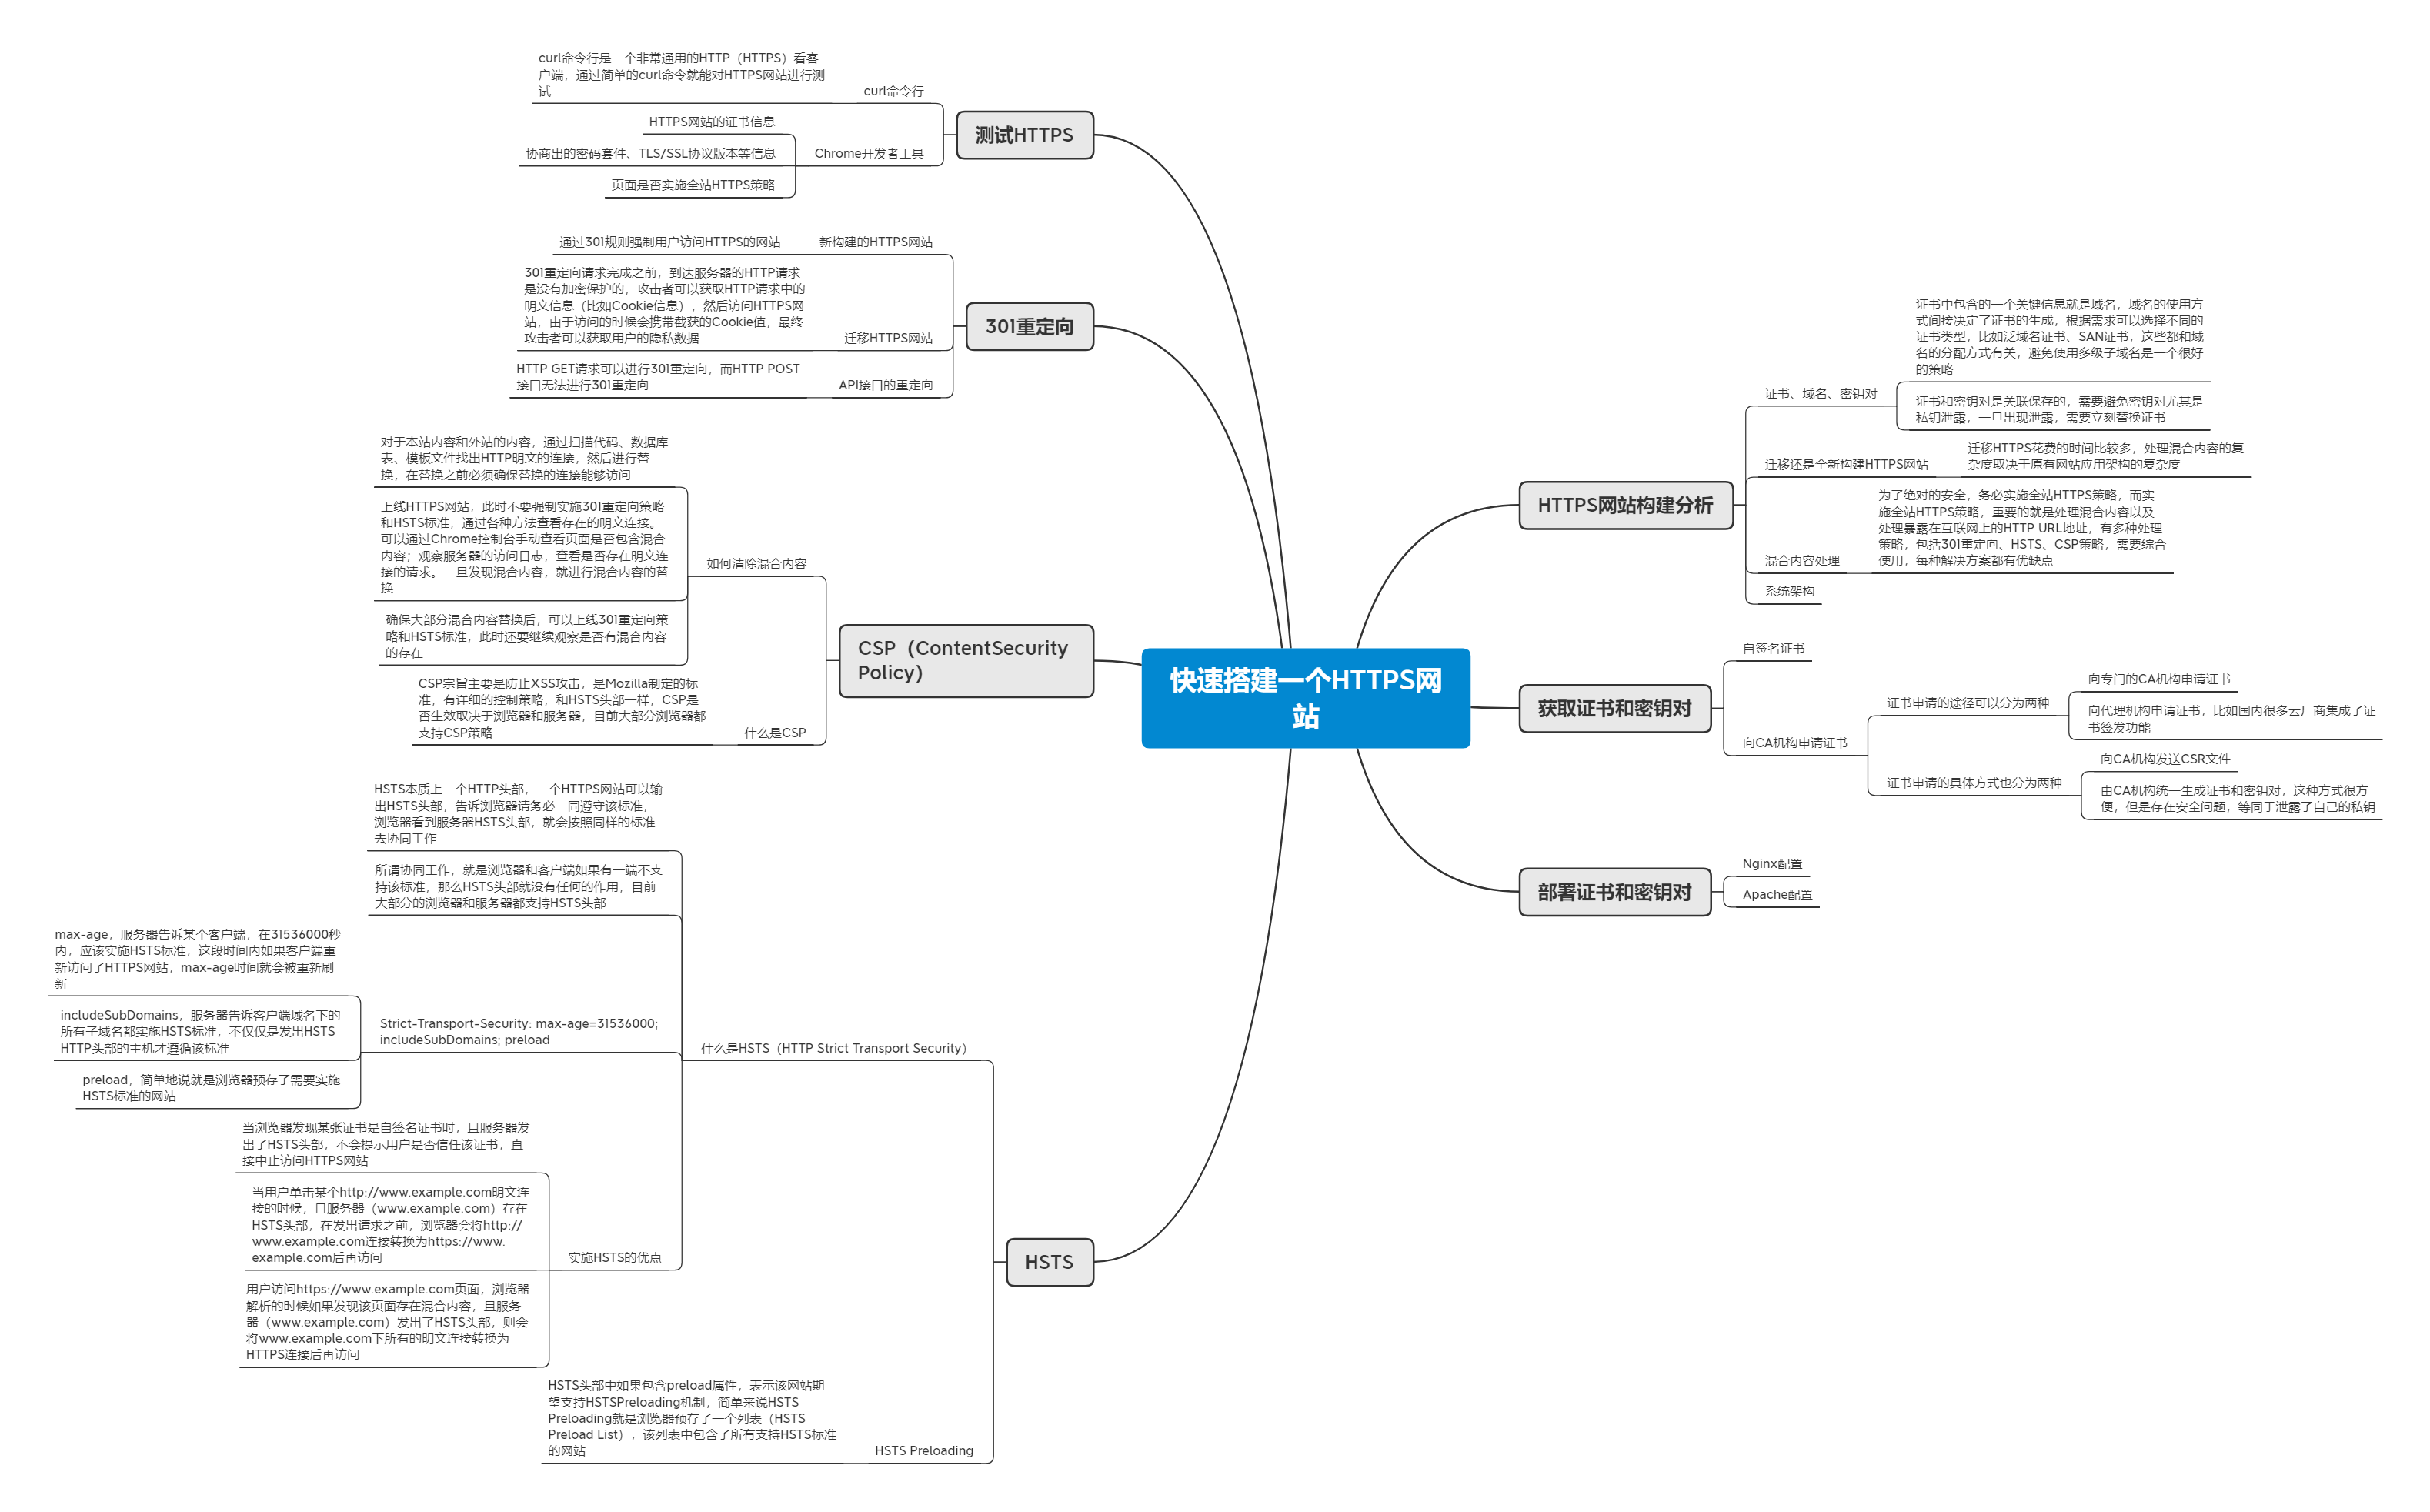 快速搭建一个HTTPS网
站
HTTPS网站构建分析
证书、域名、密钥对
证书中包含的一个关键信息就是域名，域名的使用方
式间接决定了证书的生成，根据需求可以选择不同的
证书类型，比如泛域名证书、SAN证书，这些都和域
名的分配方式有关，避免使用多级子域名是一个很好
的策略
证书和密钥对是关联保存的，需要避免密钥对尤其是
私钥泄露，一旦出现泄露，需要立刻替换证书
迁移还是全新构建HTTPS网站
迁移HTTPS花费的时间比较多，处理混合内容的复
杂度取决于原有网站应用架构的复杂度
混合内容处理
为了绝对的安全，务必实施全站HTTPS策略，而实
施全站HTTPS策略，重要的就是处理混合内容以及
处理暴露在互联网上的HTTP URL地址，有多种处理
策略，包括301重定向、HSTS、CSP策略，需要综合
使用，每种解决方案都有优缺点
系统架构
获取证书和密钥对
自签名证书
向CA机构申请证书
证书申请的途径可以分为两种
向专门的CA机构申请证书
向代理机构申请证书，比如国内很多云厂商集成了证
书签发功能
证书申请的具体方式也分为两种
向CA机构发送CSR文件
由CA机构统一生成证书和密钥对，这种方式很方
便，但是存在安全问题，等同于泄露了自己的私钥
部署证书和密钥对
Nginx配置
Apache配置
测试HTTPS
curl命令行
curl命令行是一个非常通用的HTTP（HTTPS）看客
户端，通过简单的curl命令就能对HTTPS网站进行测
试
Chrome开发者工具
HTTPS网站的证书信息
协商出的密码套件、TLS/SSL协议版本等信息
页面是否实施全站HTTPS策略
301重定向
新构建的HTTPS网站
通过301规则强制用户访问HTTPS的网站
迁移HTTPS网站
301重定向请求完成之前，到达服务器的HTTP请求
是没有加密保护的，攻击者可以获取HTTP请求中的
明文信息（比如Cookie信息），然后访问HTTPS网
站，由于访问的时候会携带截获的Cookie值，最终
攻击者可以获取用户的隐私数据
API接口的重定向
HTTP GET请求可以进行301重定向，而HTTP POST
接口无法进行301重定向
CSP（ContentSecurity
Policy)
如何清除混合内容
对于本站内容和外站的内容，通过扫描代码、数据库
表、模板文件找出HTTP明文的连接，然后进行替
换，在替换之前必须确保替换的连接能够访问
上线HTTPS网站，此时不要强制实施301重定向策略
和HSTS标准，通过各种方法查看存在的明文连接。
可以通过Chrome控制台手动查看页面是否包含混合
内容；观察服务器的访问日志，查看是否存在明文连
接的请求。一旦发现混合内容，就进行混合内容的替
换
确保大部分混合内容替换后，可以上线301重定向策
略和HSTS标准，此时还要继续观察是否有混合内容
的存在
什么是CSP
CSP宗旨主要是防止XSS攻击，是Mozilla制定的标
准，有详细的控制策略，和HSTS头部一样，CSP是
否生效取决于浏览器和服务器，目前大部分浏览器都
支持CSP策略
HSTS
什么是HSTS（HTTP Strict Transport Security）
HSTS本质上一个HTTP头部，一个HTTPS网站可以输
出HSTS头部，告诉浏览器请务必一同遵守该标准，
浏览器看到服务器HSTS头部，就会按照同样的标准
去协同工作
所谓协同工作，就是浏览器和客户端如果有一端不支
持该标准，那么HSTS头部就没有任何的作用，目前
大部分的浏览器和服务器都支持HSTS头部
Strict-Transport-Security: max-age=31536000;
includeSubDomains; preload
max-age，服务器告诉某个客户端，在31536000秒
内，应该实施HSTS标准，这段时间内如果客户端重
新访问了HTTPS网站，max-age时间就会被重新刷
新
includeSubDomains，服务器告诉客户端域名下的
所有子域名都实施HSTS标准，不仅仅是发出HSTS
HTTP头部的主机才遵循该标准
preload，简单地说就是浏览器预存了需要实施
HSTS标准的网站
实施HSTS的优点
当浏览器发现某张证书是自签名证书时，且服务器发
出了HSTS头部，不会提示用户是否信任该证书，直
接中止访问HTTPS网站
当用户单击某个http://www.example.com明文连
接的时候，且服务器（www.example.com）存在
HSTS头部，在发出请求之前，浏览器会将http://
www.example.com连接转换为https://www.
example.com后再访问
用户访问https://www.example.com页面，浏览器
解析的时候如果发现该页面存在混合内容，且服务
器（www.example.com）发出了HSTS头部，则会
将www.example.com下所有的明文连接转换为
HTTPS连接后再访问
HSTS Preloading
HSTS头部中如果包含preload属性，表示该网站期
望支持HSTSPreloading机制，简单来说HSTS
Preloading就是浏览器预存了一个列表（HSTS
Preload List），该列表中包含了所有支持HSTS标准
的网站